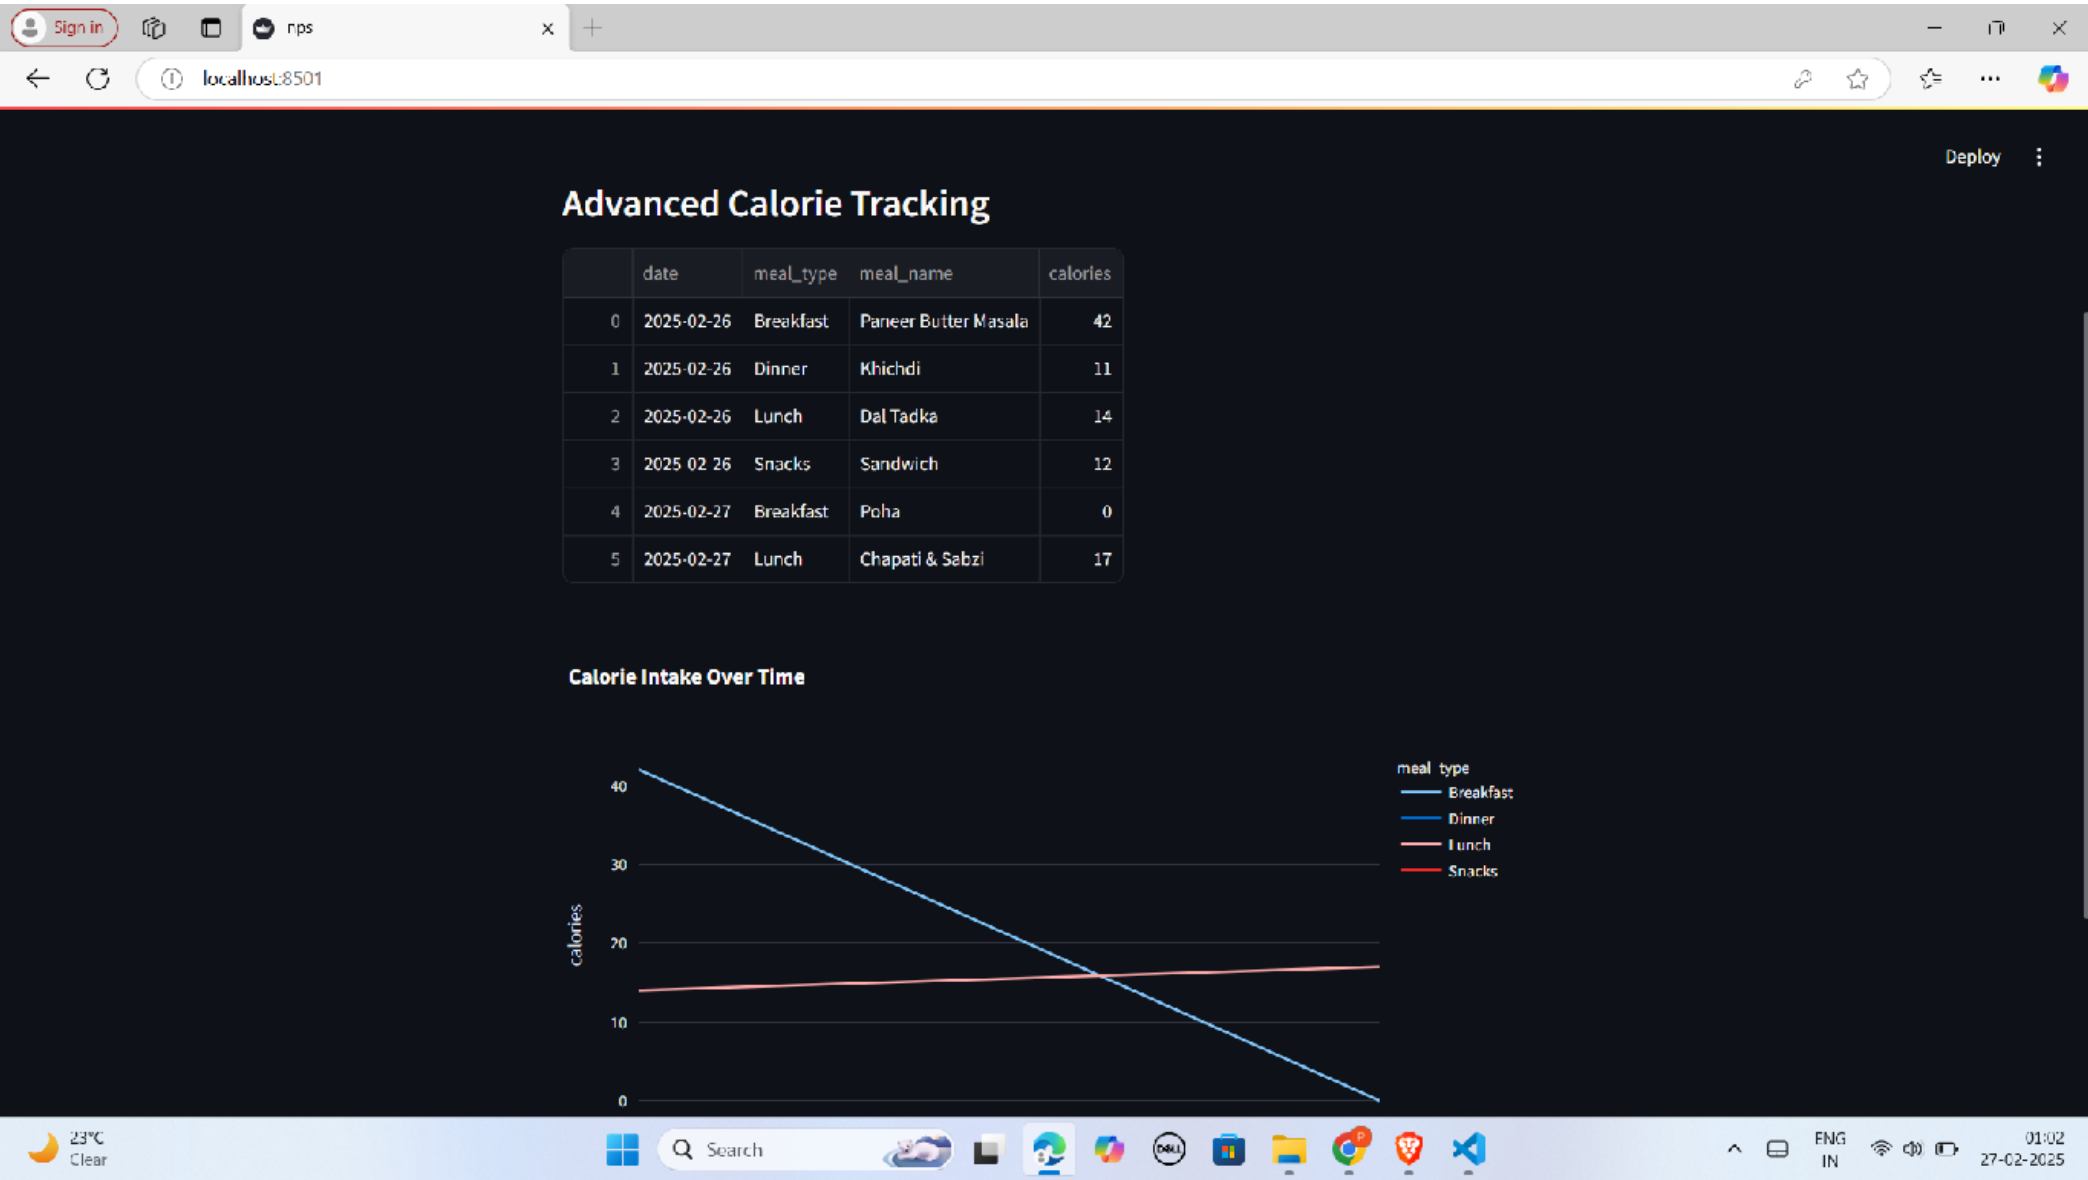 Sign in
nps
localhost:8501
Deploy
Advanced Calorie Tracking
date meal_type meal_name calories
0 2025-02-26 Breakfast Paneer Butter Masala 42
1 2025-02-26 Dinner Khichdi 11
2 2025-02-26 Lunch Dal Tadka 14
3 2025-02-26 Snacks Sandwich 12
4 2025-02-27 Breakfast Poha 0
5 2025-02-27 Lunch Chapati & Sabzi 17
Calorie Intake Over Time
meal_type
Breakfast
Dinner
Lunch
Snacks
40
30
20
10
0
calories
23°C
Clear
Search
DELL
P
ENG
IN
01:02
27-02-2025